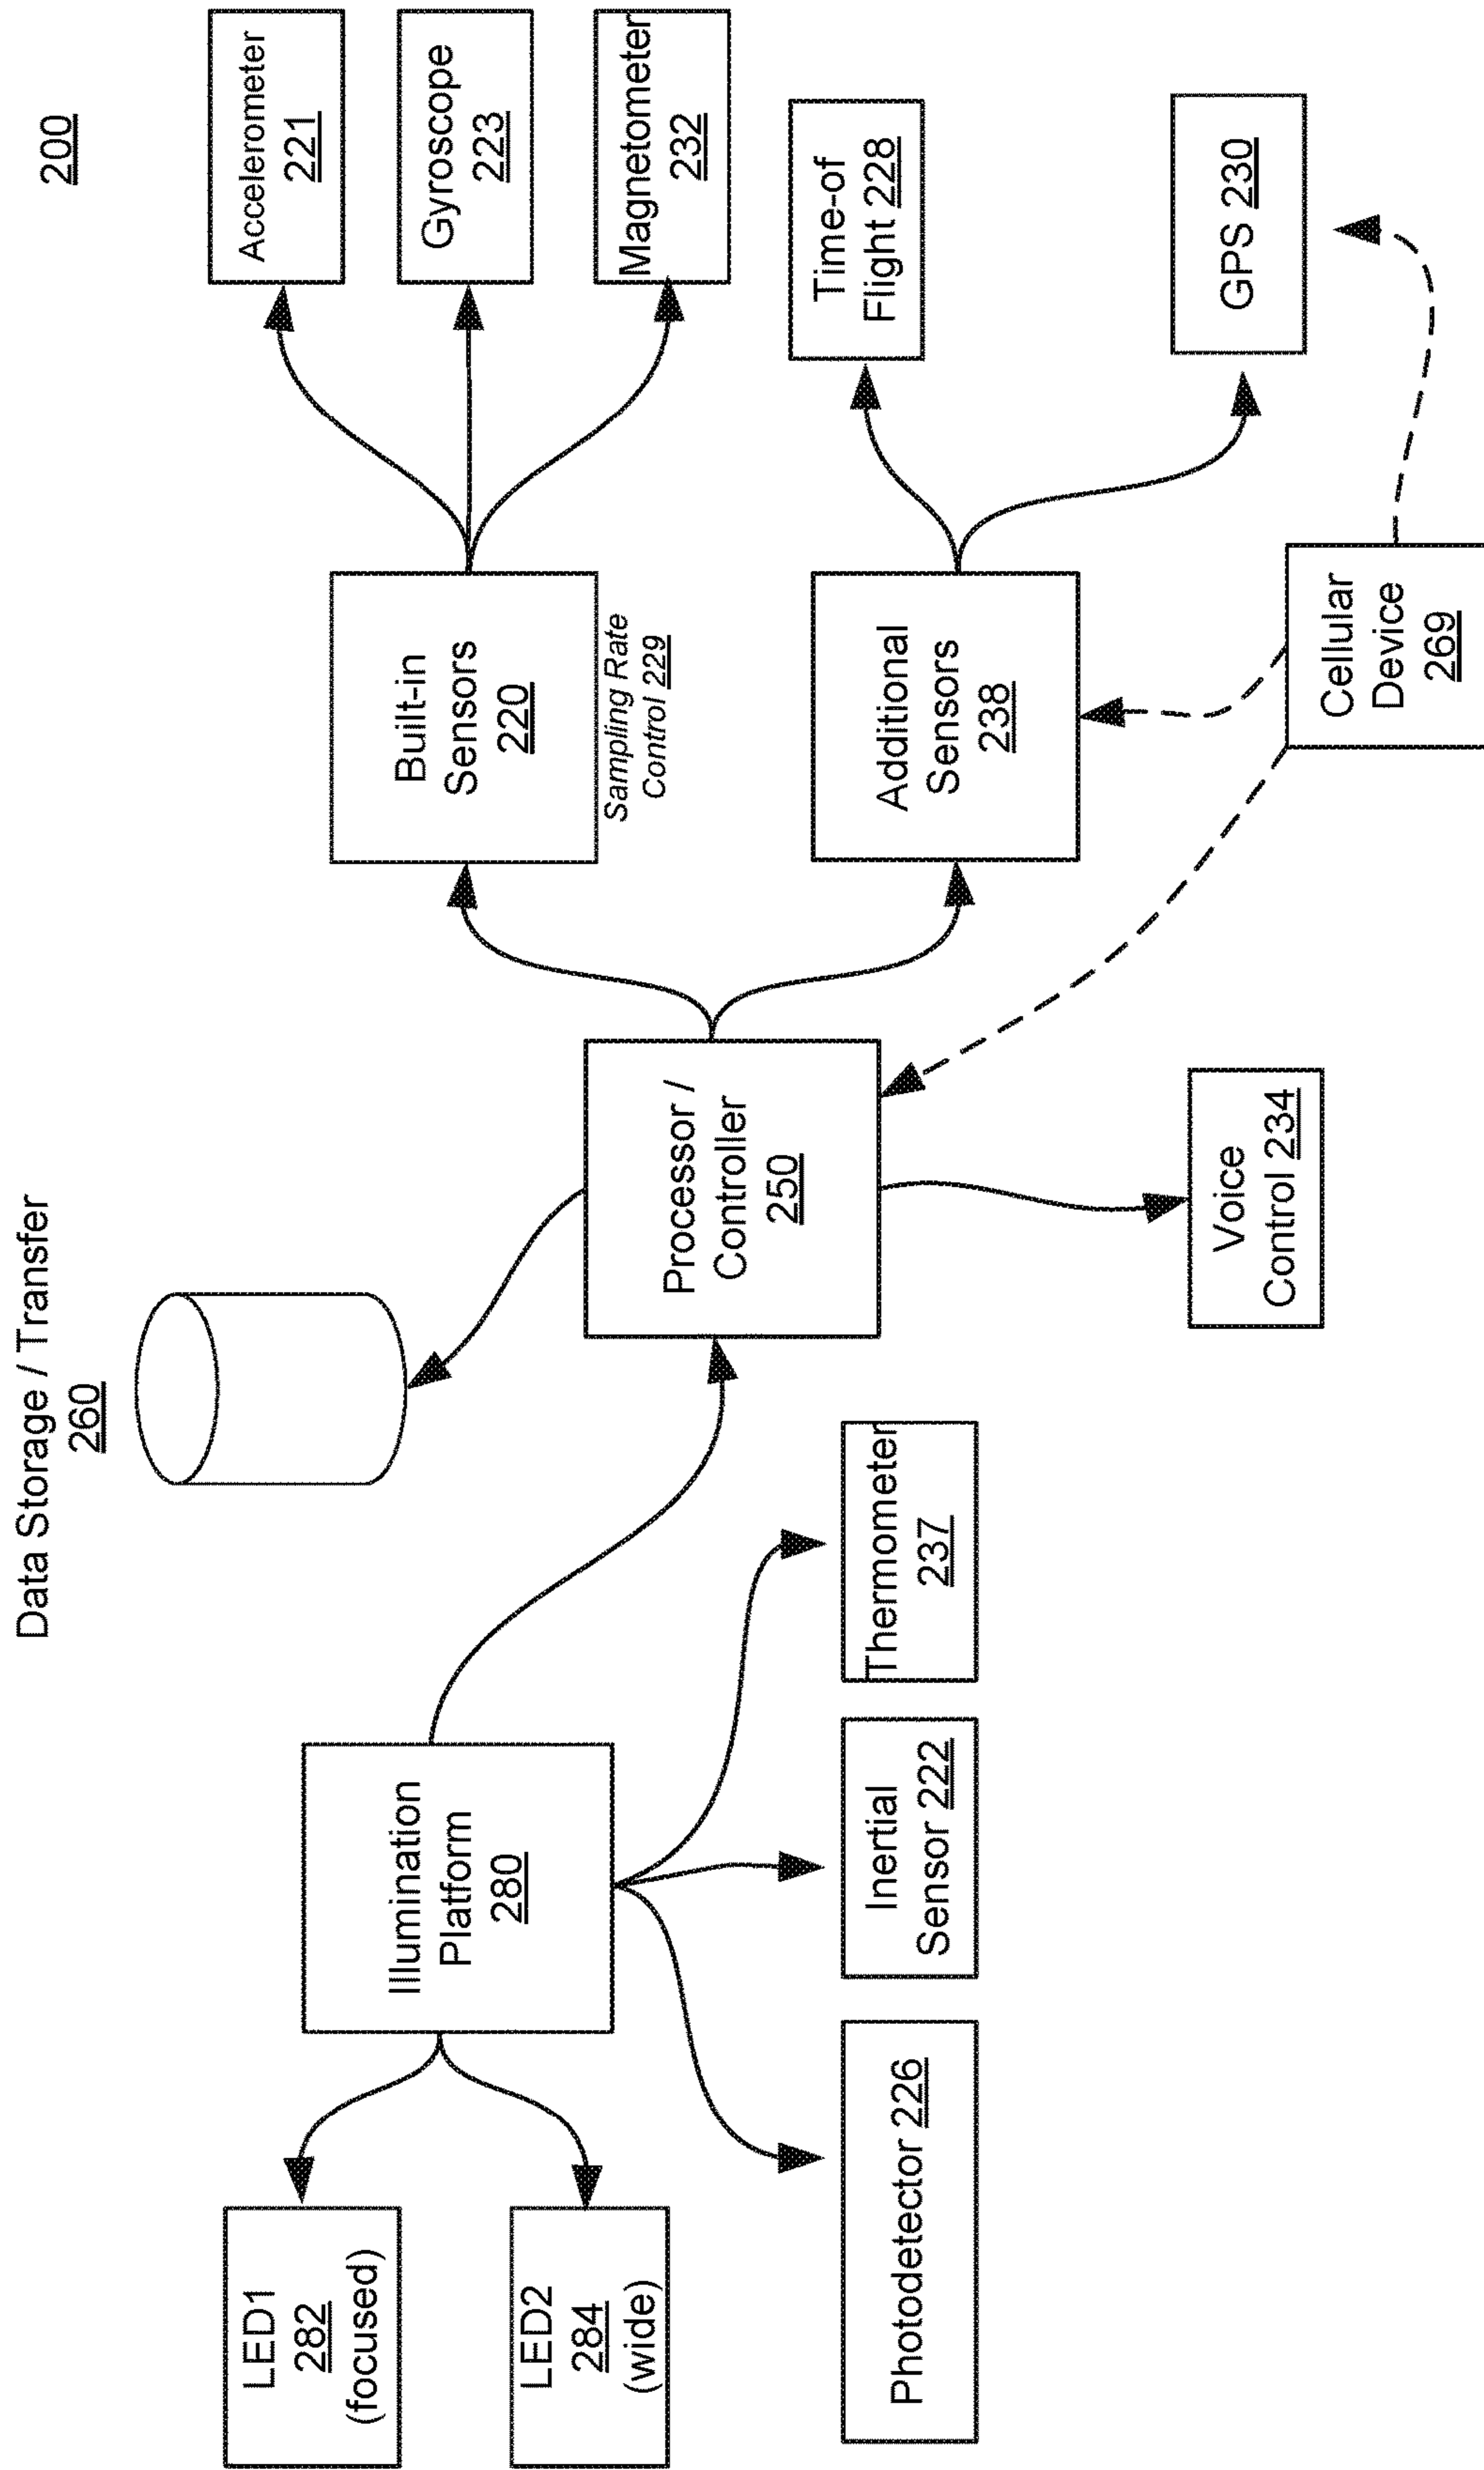 200
Data Storage / Transfer
260
LED1
282
(focused)
LED2
284
(wide)
Illumination
Platform
280
Photodetector 226
Inertial
Sensor 222
Thermometer
237
Processor /
Controller
250
Voice
Control 234
Built-in
Sensors
220
Sampling Rate
Control 229
Additional
Sensors
238
Cellular
Device
269
Accelerometer
221
Gyroscope
223
Magnetometer
232
Time-of
Flight 228
GPS 230